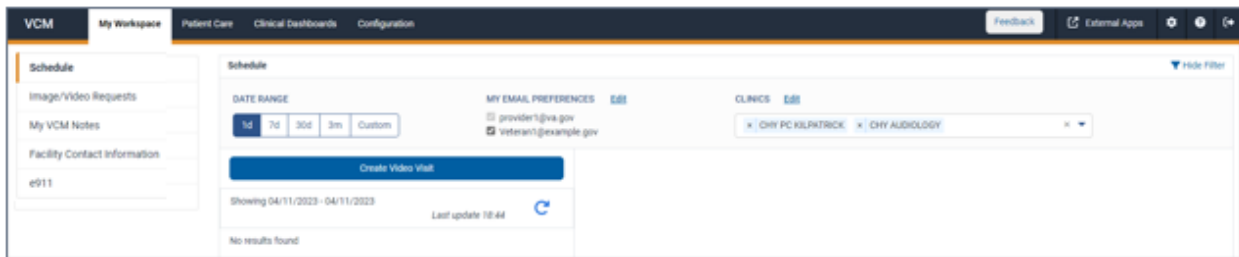 VCM My Workspace Patient Care Clinical Dashboards Configuration Feedback External Apps
Schedule
Image/Video Requests
My VCM Notes
Facility Contact Information
e911
Schedule Hide Filter
DATE RANGE MY EMAIL PREFERENCES Edit CLINICS Edit
1d 7d 30d 3m Custom
provider1@va.gov
Veteran1@example.gov
× CHY PC KILPATRICK × CHY AUDIOLOGY ×
Create Video Visit
Showing 04/11/2023 - 04/11/2023
Last update 18:44
No results found